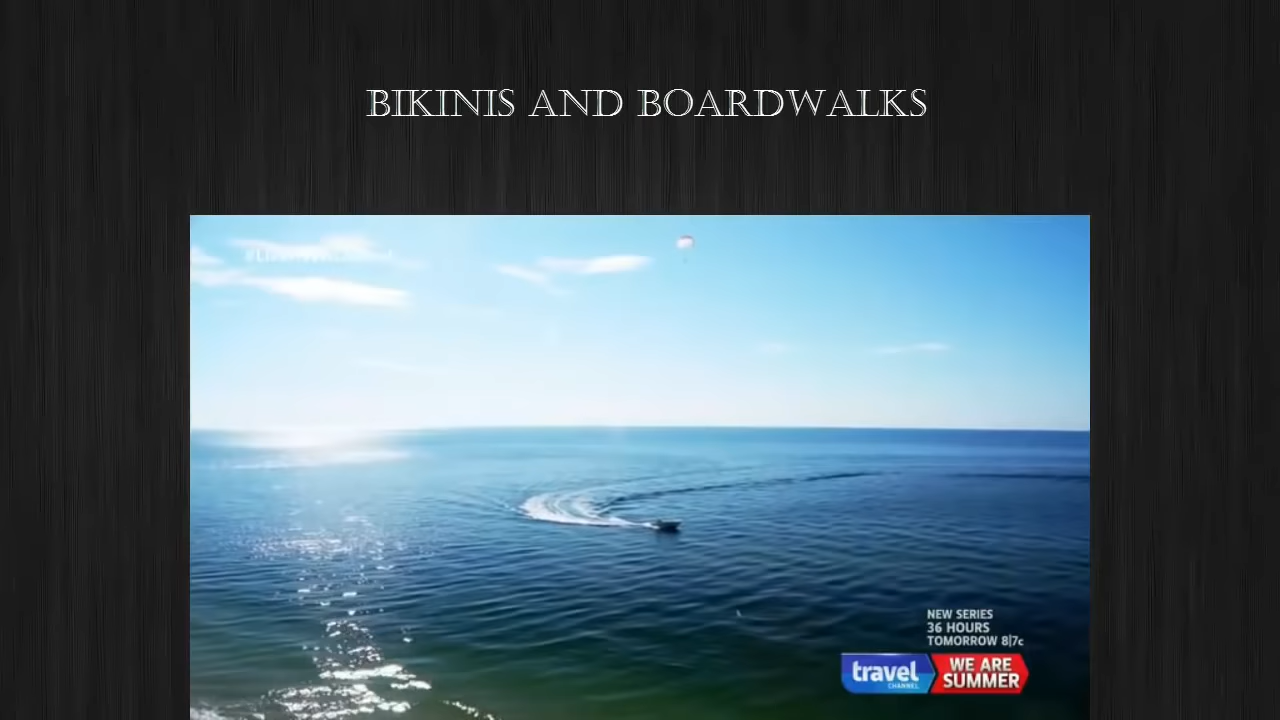 BIKINIS AND BOARDWALKS
NEW SERIES
36 HOURS
TOMORROW 8|7c
travel
CHANNEL
WE ARE
SUMMER